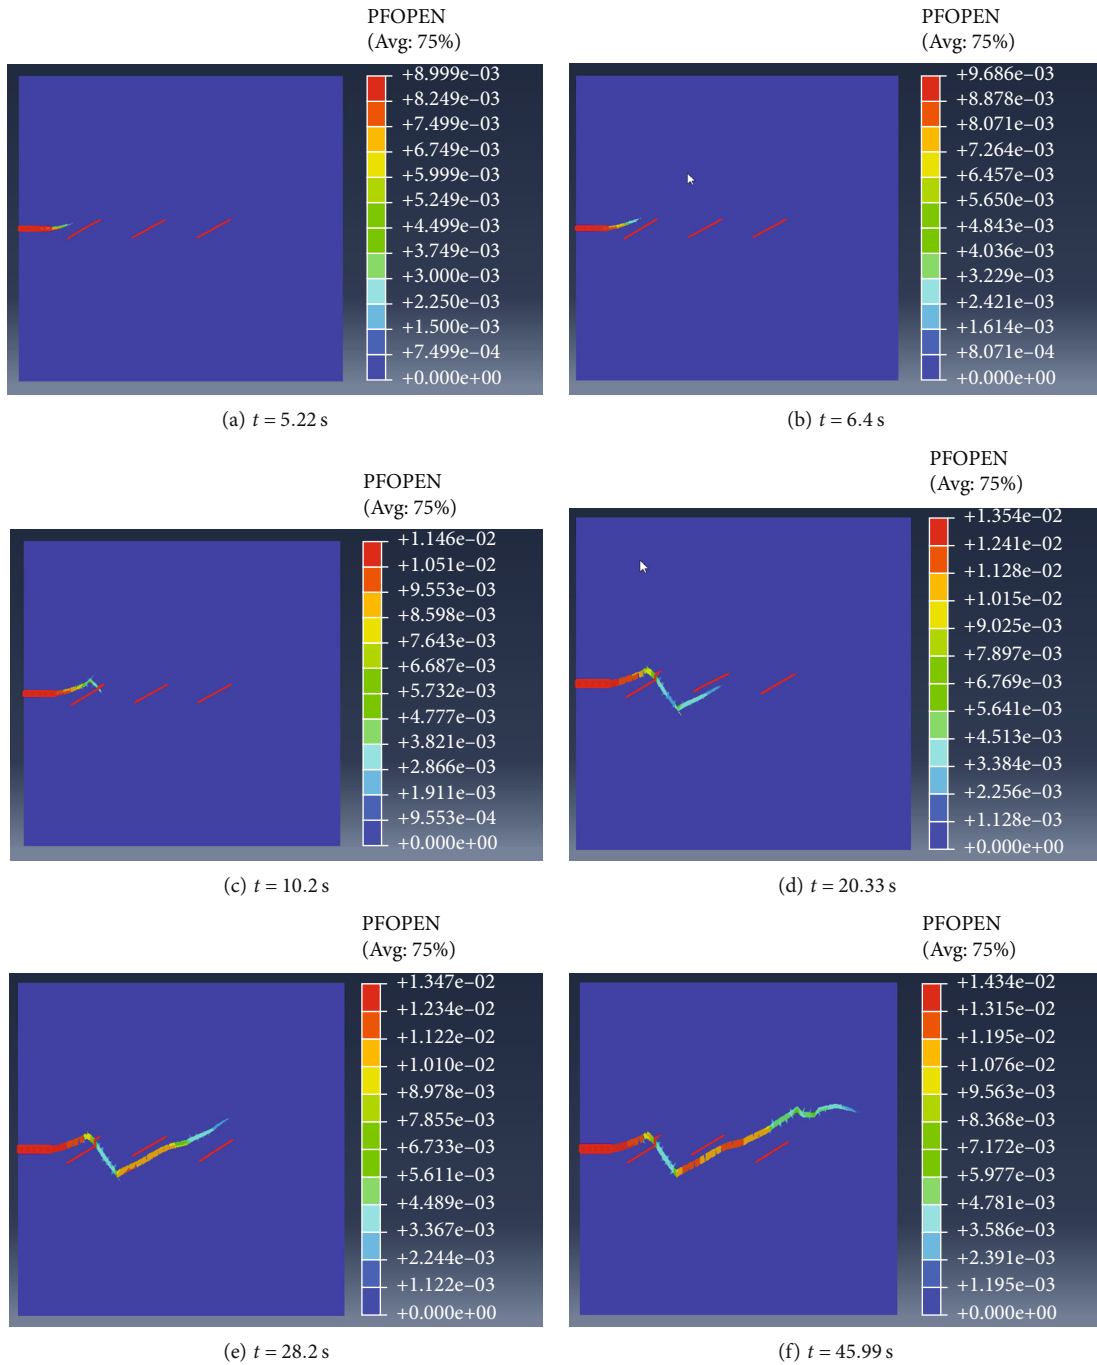 PFOPEN
(Avg: 75%)
+8.999e–03
+8.249e–03
+7.499e–03
+6.749e–03
+5.999e–03
+5.249e–03
+4.499e–03
+3.749e–03
+3.000e–03
+2.250e–03
+1.500e–03
+7.499e–04
+0.000e+00
(a) t = 5.22 s
PFOPEN
(Avg: 75%)
+9.686e–03
+8.878e–03
+8.071e–03
+7.264e–03
+6.457e–03
+5.650e–03
+4.843e–03
+4.036e–03
+3.229e–03
+2.421e–03
+1.614e–03
+8.071e–04
+0.000e+00
(b) t = 6.4 s
PFOPEN
(Avg: 75%)
+1.146e–02
+1.051e–02
+9.553e–03
+8.598e–03
+7.643e–03
+6.687e–03
+5.732e–03
+4.777e–03
+3.821e–03
+2.866e–03
+1.911e–03
+9.553e–04
+0.000e+00
(c) t = 10.2 s
PFOPEN
(Avg: 75%)
+1.354e–02
+1.241e–02
+1.128e–02
+1.015e–02
+9.025e–03
+7.897e–03
+6.769e–03
+5.641e–03
+4.513e–03
+3.384e–03
+2.256e–03
+1.128e–03
+0.000e+00
(d) t = 20.33 s
PFOPEN
(Avg: 75%)
+1.347e–02
+1.234e–02
+1.122e–02
+1.010e–02
+8.978e–03
+7.855e–03
+6.733e–03
+5.611e–03
+4.489e–03
+3.367e–03
+2.244e–03
+1.122e–03
+0.000e+00
(e) t = 28.2 s
PFOPEN
(Avg: 75%)
+1.434e–02
+1.315e–02
+1.195e–02
+1.076e–02
+9.563e–03
+8.368e–03
+7.172e–03
+5.977e–03
+4.781e–03
+3.586e–03
+2.391e–03
+1.195e–03
+0.000e+00
(f) t = 45.99 s